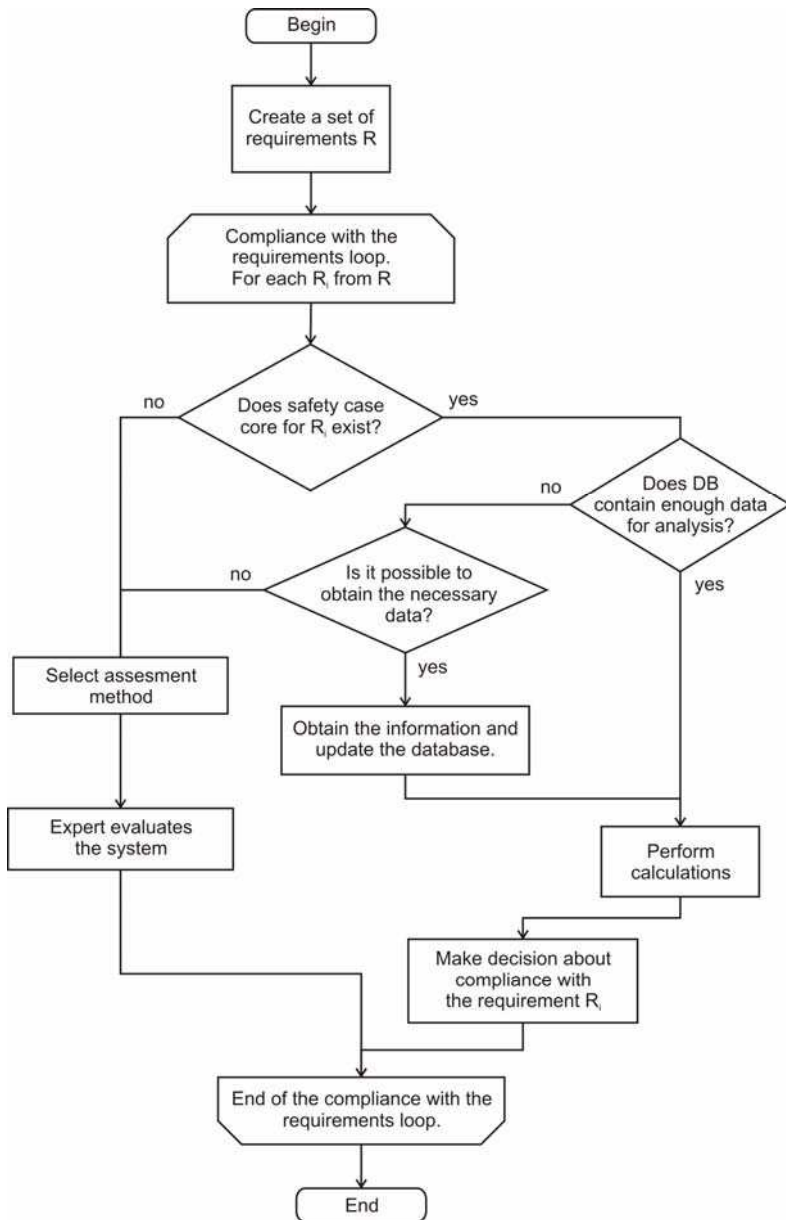 Begin
Create a set of
requirements R
Compliance with the
requirements loop.
For each Ri from R
no
Does safety case
core for Ri exist?
yes
Does DB
contain enough data
for analysis?
no
yes
Is it possible to
obtain the necessary
data?
no
yes
Select assesment
method
Obtain the information and
update the database.
Expert evaluates
the system
Perform
calculations
Make decision about
compliance with
the requirement Ri
End of the compliance with the
requirements loop.
End